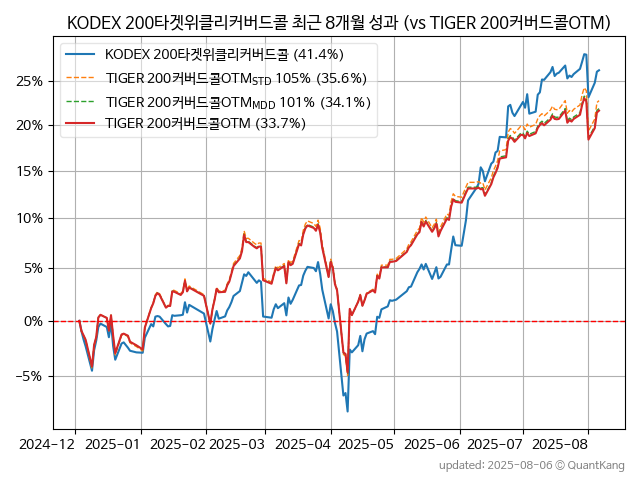 KODEX 200타겟위클리커버드콜 최근 8개월 성과 (vs TIGER 200커버드콜OTM)
KODEX 200타겟위클리커버드콜 (41.4%)
TIGER 200커버드콜OTM_STD 105% (35.6%)
TIGER 200커버드콜OTM_MDD 101% (34.1%)
TIGER 200커버드콜OTM (33.7%)
25%
20%
15%
10%
5%
0%
−5%
2024-12 2025-01 2025-02 2025-03 2025-04 2025-05 2025-06 2025-07 2025-08
updated: 2025-08-06 © QuantKang